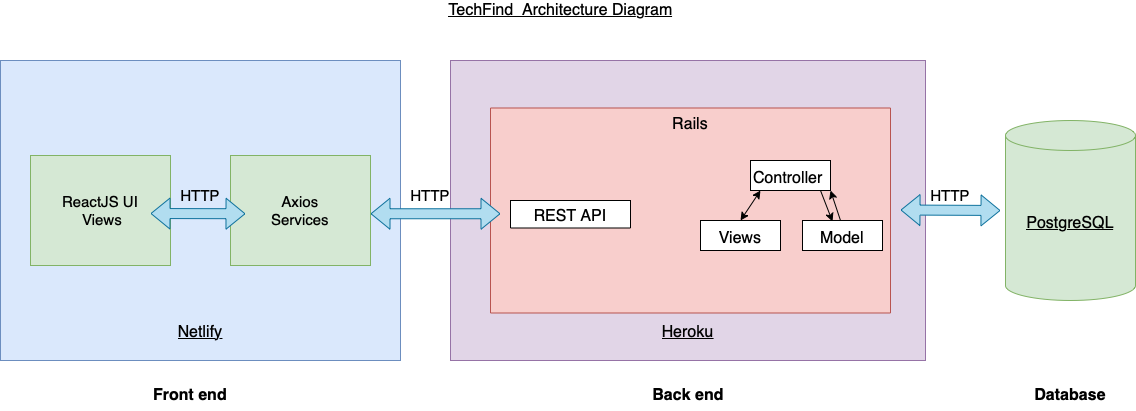 TechFind Architecture Diagram
Rails
ReactJS UI
Views
HTTP
Axios
Services
HTTP
REST API
Controller
Views
Model
HTTP
PostgreSQL
Netlify
Heroku
Front end
Back end
Database